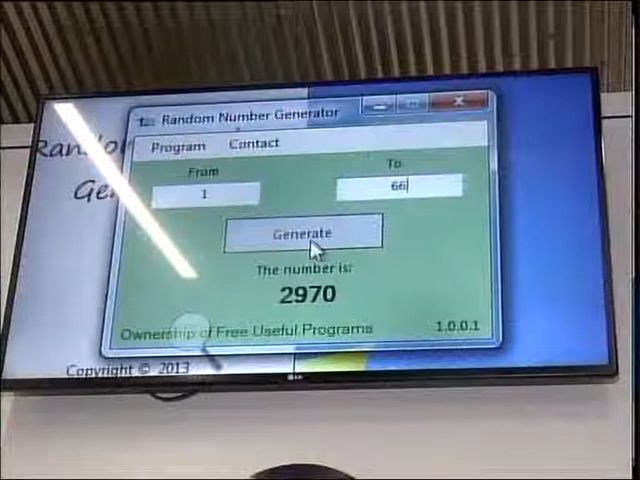 Random Number Generator
Program Contact
From To
1 66
Generate
The number is:
2970
Ownership of Free Useful Programs 1.0.0.1
Copyright © 2013
LG